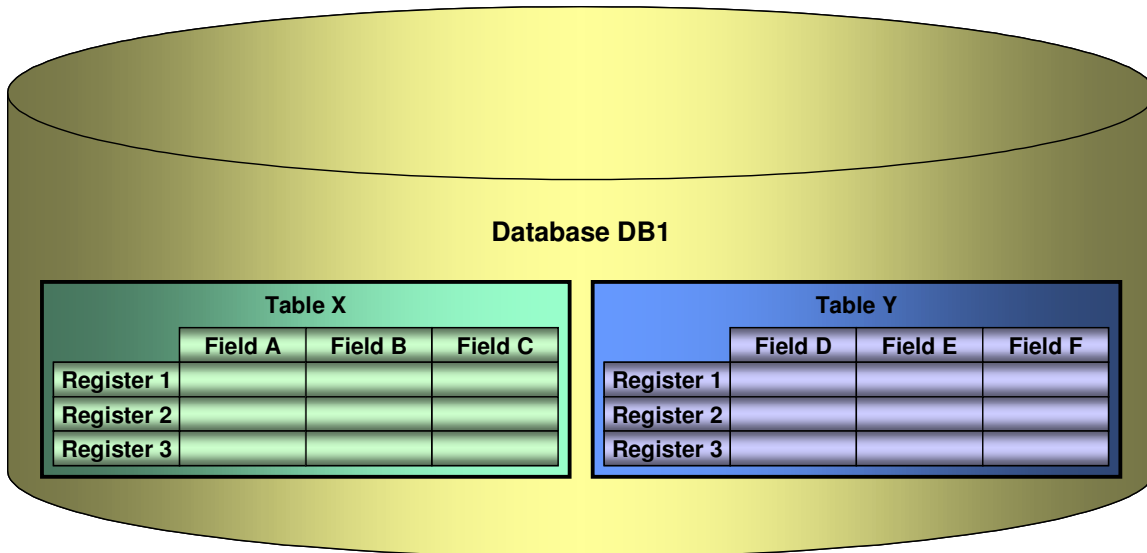 Database DB1
Table X
Field A Field B Field C
Register 1
Register 2
Register 3
Table Y
Field D Field E Field F
Register 1
Register 2
Register 3